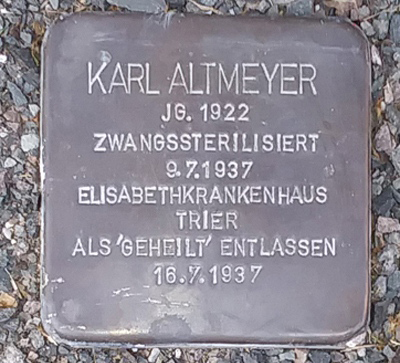 KARL ALTMEYER
JG. 1922
ZWANGSSTERILISIERT
9.7.1937
ELISABETHKRANKENHAUS
TRIER
ALS 'GEHEILT' ENTLASSEN
16.7.1937